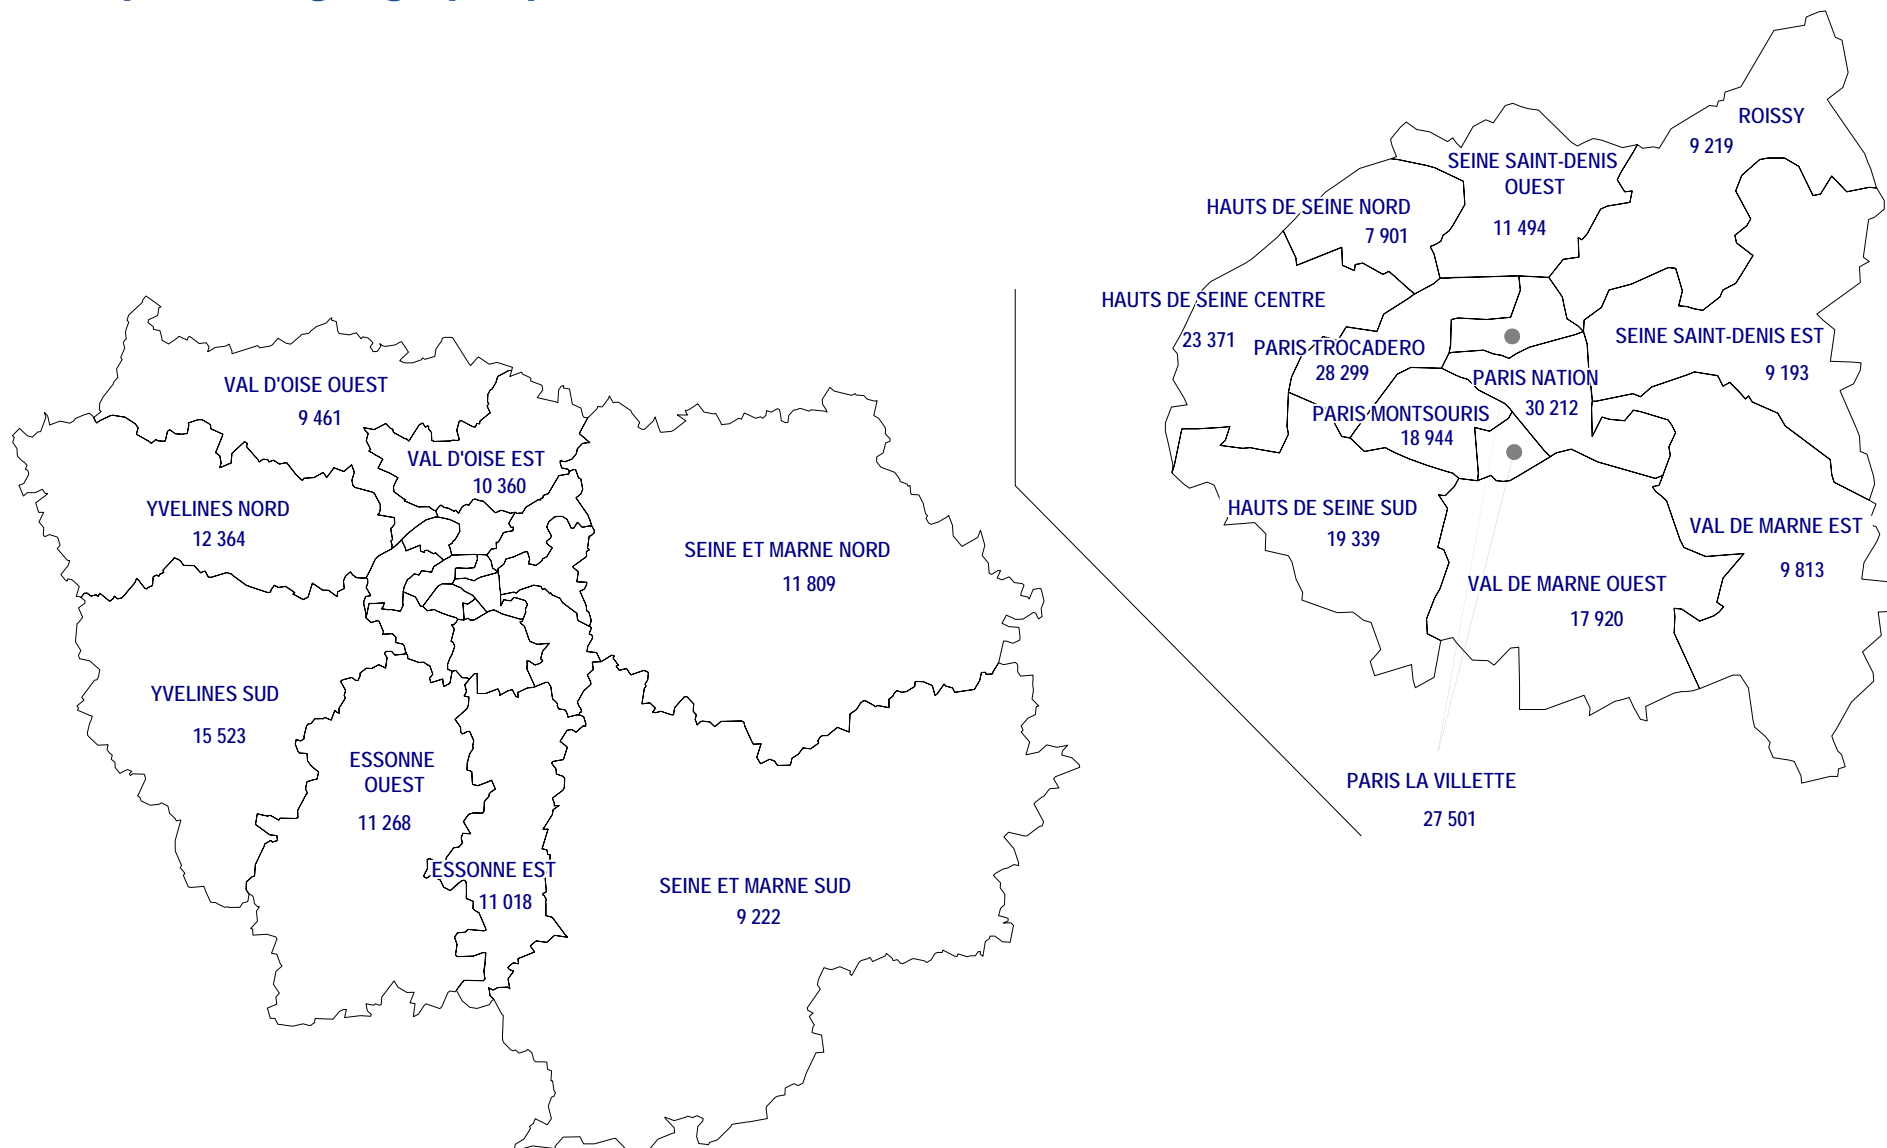 VAL D'OISE OUEST
9 461
VAL D'OISE EST
10 360
YVELINES NORD
12 364
SEINE ET MARNE NORD
11 809
YVELINES SUD
15 523
ESSONNE
OUEST
11 268
ESSONNE EST
11 018
SEINE ET MARNE SUD
9 222
ROISSY
9 219
SEINE SAINT-DENIS
OUEST
11 494
HAUTS DE SEINE NORD
7 901
HAUTS DE SEINE CENTRE
23 371
PARIS TROCADERO
28 299
SEINE SAINT-DENIS EST
9 193
PARIS NATION
30 212
PARIS MONTSOURIS
18 944
HAUTS DE SEINE SUD
19 339
VAL DE MARNE EST
9 813
VAL DE MARNE OUEST
17 920
PARIS LA VILLETTE
27 501